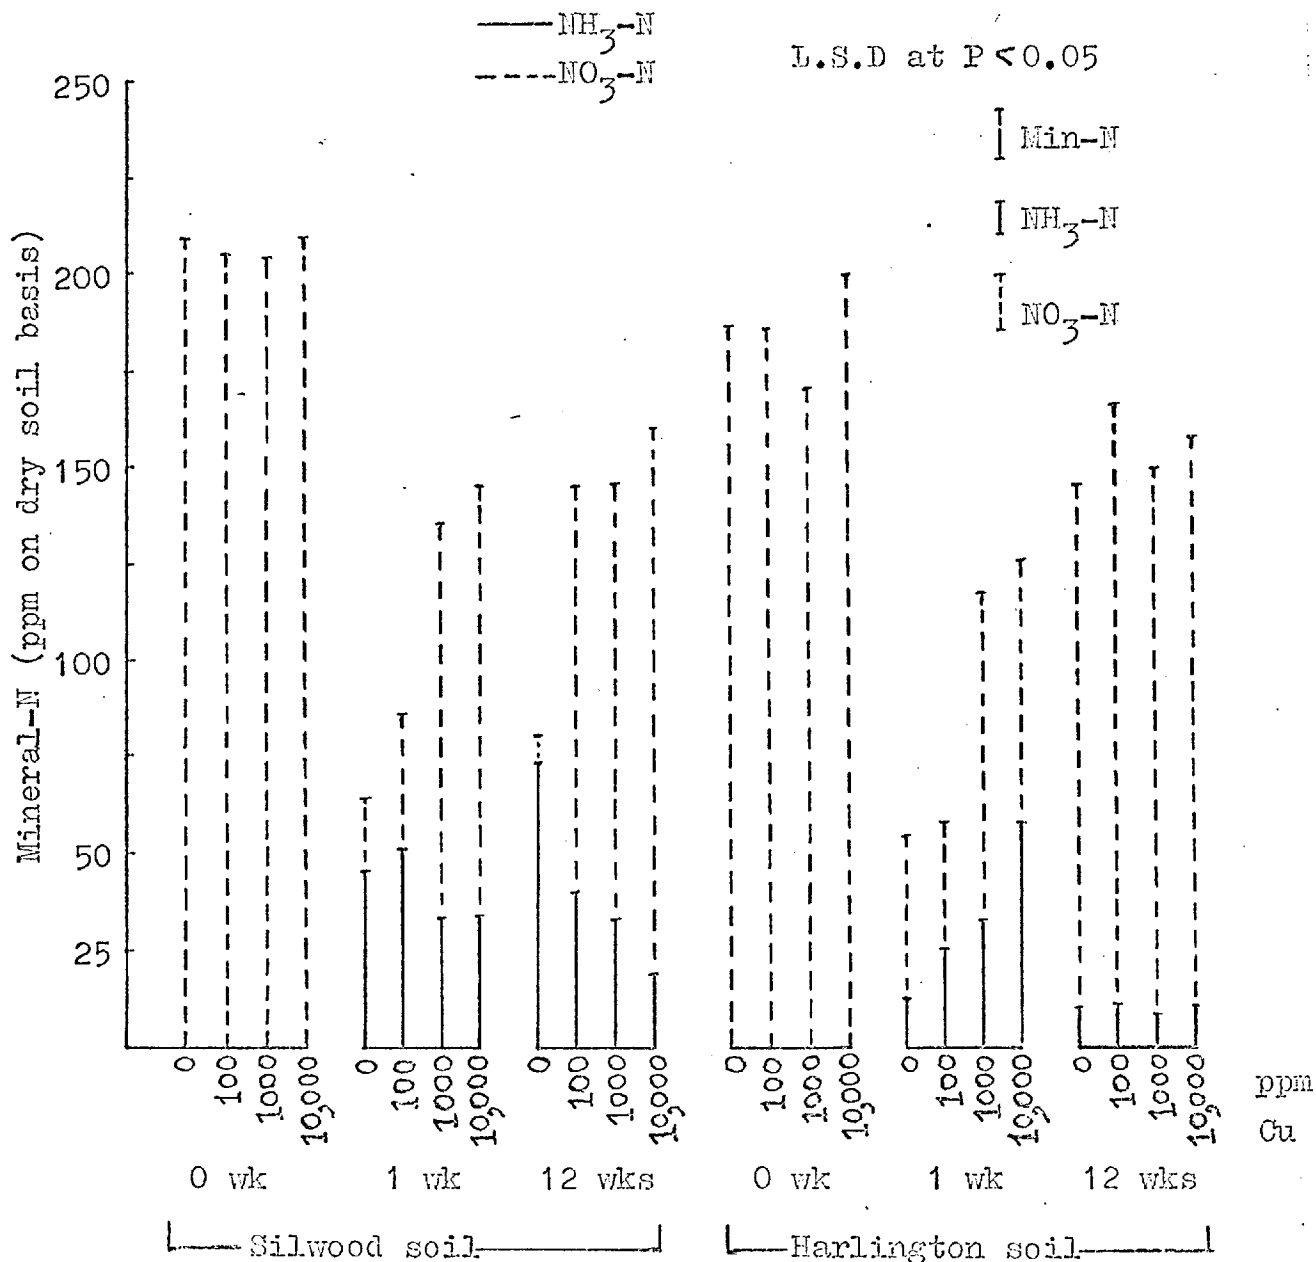 NH3-N
NO3-N
L.S.D at P < 0.05
Min-N
NH3-N
NO3-N
Mineral-N (ppm on dry soil basis)
250
200
150
100
50
25
0 100 1000 10,000 0 100 1000 10,000 0 100 1000 10,000 0 100 1000 10,000 0 100 1000 10,000 0 100 1000 10,000 ppm
Cu
0 wk 1 wk 12 wks 0 wk 1 wk 12 wks
Silwood soil Harlington soil